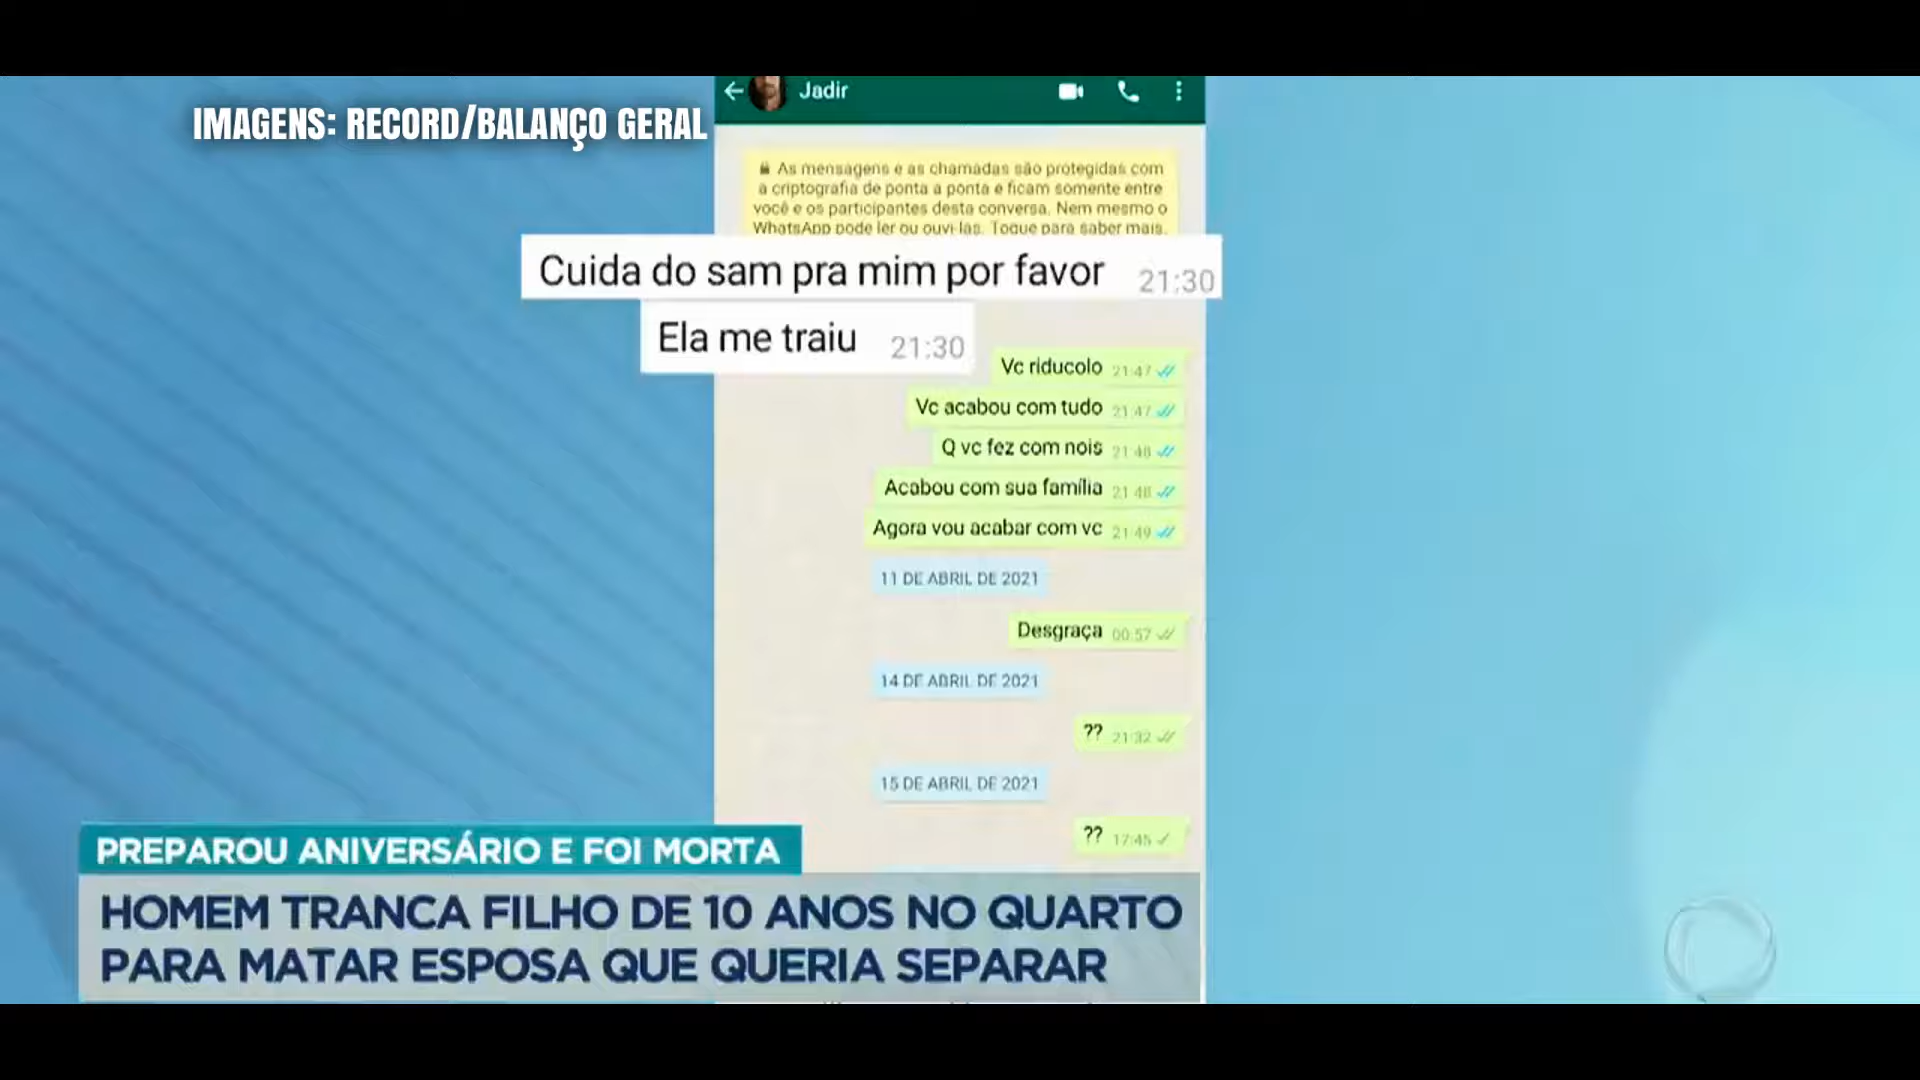 IMAGENS: RECORD/BALANÇO GERAL
Jadir
As mensagens e as chamadas são protegidas com
a criptografia de ponta a ponta e ficam somente entre
você e os participantes desta conversa. Nem mesmo o
WhatsApp pode ler ou ouvi-las. Toque para saber mais.
Cuida do sam pra mim por favor 21:30
Ela me traiu 21:30
Vc riducolo 21:47
Vc acabou com tudo 21:47
Q vc fez com nois 21:48
Acabou com sua família 21:48
Agora vou acabar com vc 21:49
11 DE ABRIL DE 2021
Desgraça 00:57
14 DE ABRIL DE 2021
?? 21:32
15 DE ABRIL DE 2021
?? 17:45
PREPAROU ANIVERSÁRIO E FOI MORTA
HOMEM TRANCA FILHO DE 10 ANOS NO QUARTO
PARA MATAR ESPOSA QUE QUERIA SEPARAR